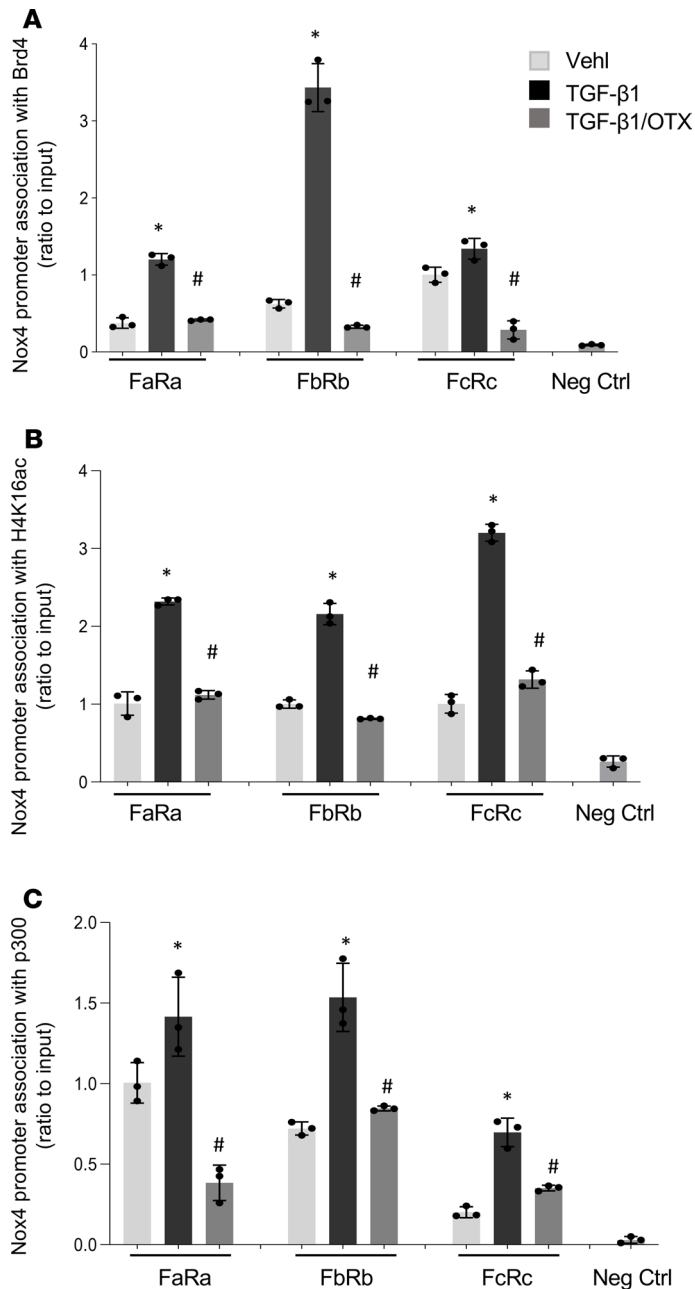 A
Nox4 promoter association with Brd4
(ratio to input)
4
3
2
1
0
Vehl
TGF-β1
TGF-β1/OTX
*
#
*
#
*
#
FaRa
FbRb
FcRc
Neg Ctrl
B
Nox4 promoter association with H4K16ac
(ratio to input)
4
3
2
1
0
*
#
*
#
*
#
FaRa
FbRb
FcRc
Neg Ctrl
C
Nox4 promoter association with p300
(ratio to input)
2.0
1.5
1.0
0.5
0.0
*
#
*
#
*
#
FaRa
FbRb
FcRc
Neg Ctrl